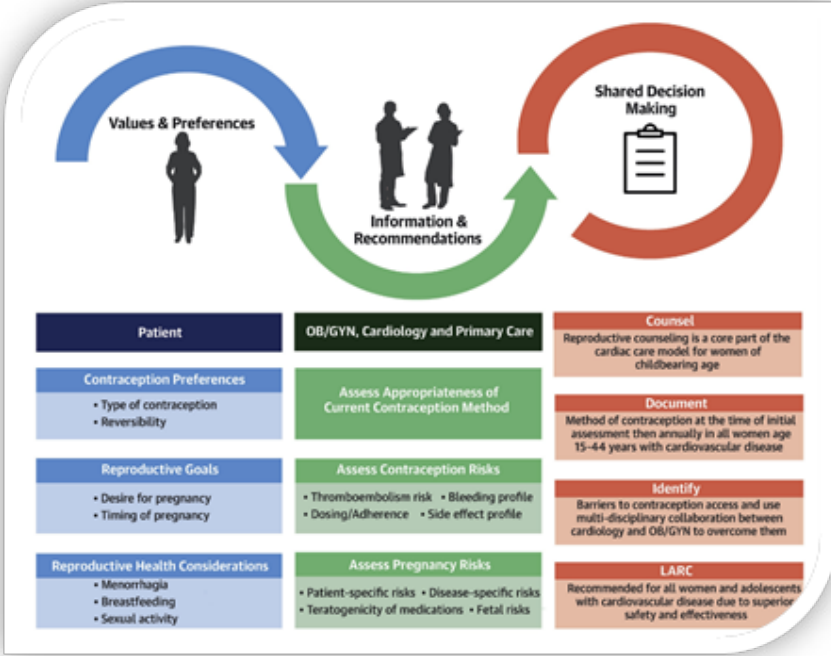 Values & Preferences
Information &
Recommendations
Shared Decision
Making
Patient
Contraception Preferences
• Type of contraception
• Reversibility
Reproductive Goals
• Desire for pregnancy
• Timing of pregnancy
Reproductive Health Considerations
• Menorrhagia
• Breastfeeding
• Sexual activity
OB/GYN, Cardiology and Primary Care
Assess Appropriateness of
Current Contraception Method
Assess Contraception Risks
• Thromboembolism risk • Bleeding profile
• Dosing/Adherence • Side effect profile
Assess Pregnancy Risks
• Patient-specific risks • Disease-specific risks
• Teratogenicity of medications • Fetal risks
Counsel
Reproductive counseling is a core part of the
cardiac care model for women of
childbearing age
Document
Method of contraception at the time of initial
assessment then annually in all women age
15-44 years with cardiovascular disease
Identify
Barriers to contraception access and use
multi-disciplinary collaboration between
cardiology and OB/GYN to overcome them
LARC
Recommended for all women and adolescents
with cardiovascular disease due to superior
safety and effectiveness